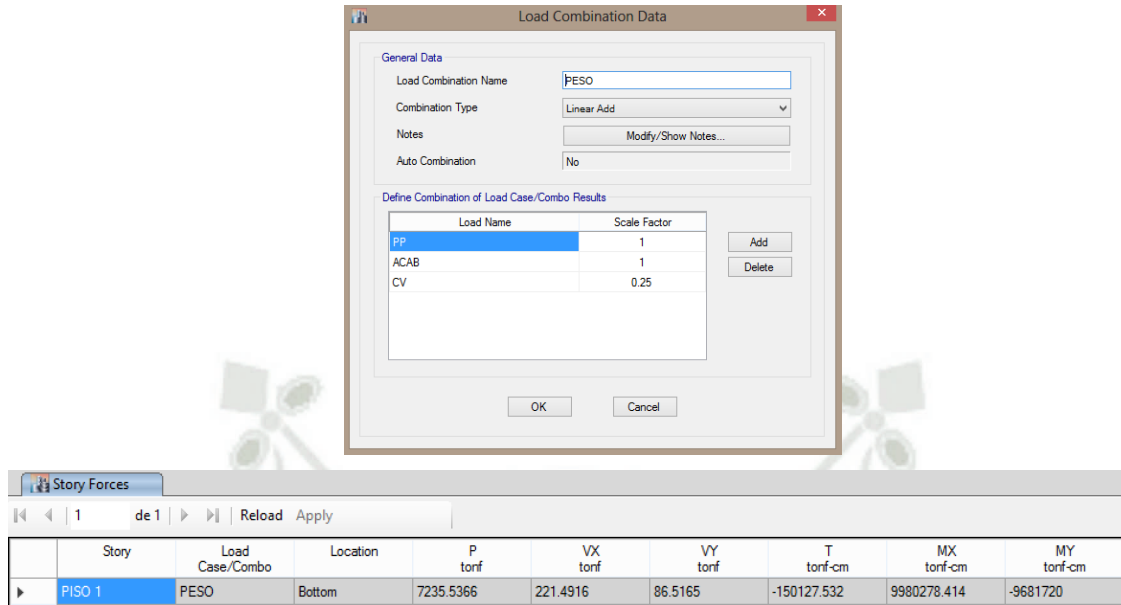 Load Combination Data
General Data
Load Combination Name PESO
Combination Type Linear Add
Notes Modify/Show Notes...
Auto Combination No
Define Combination of Load Case/Combo Results
Load Name Scale Factor
PP 1
ACAB 1
CV 0.25
Add
Delete
OK Cancel
Story Forces
1 de 1 Reload Apply
Story Load Case/Combo Location P tonf VX tonf VY tonf T tonf-cm MX tonf-cm MY tonf-cm
PISO 1 PESO Bottom 7235.5366 221.4916 86.5165 -150127.532 9980278.414 -9681720